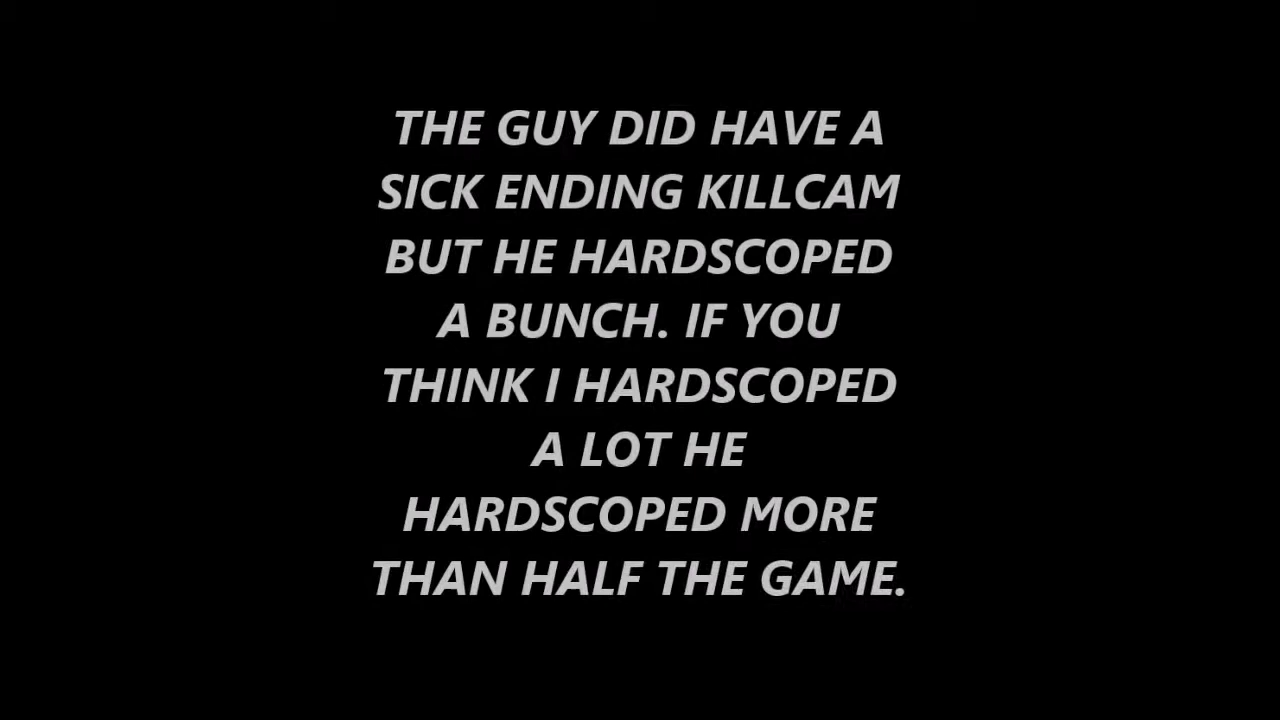 THE GUY DID HAVE A
SICK ENDING KILLCAM
BUT HE HARDSCOPED
A BUNCH. IF YOU
THINK I HARDSCOPED
A LOT HE
HARDSCOPED MORE
THAN HALF THE GAME.